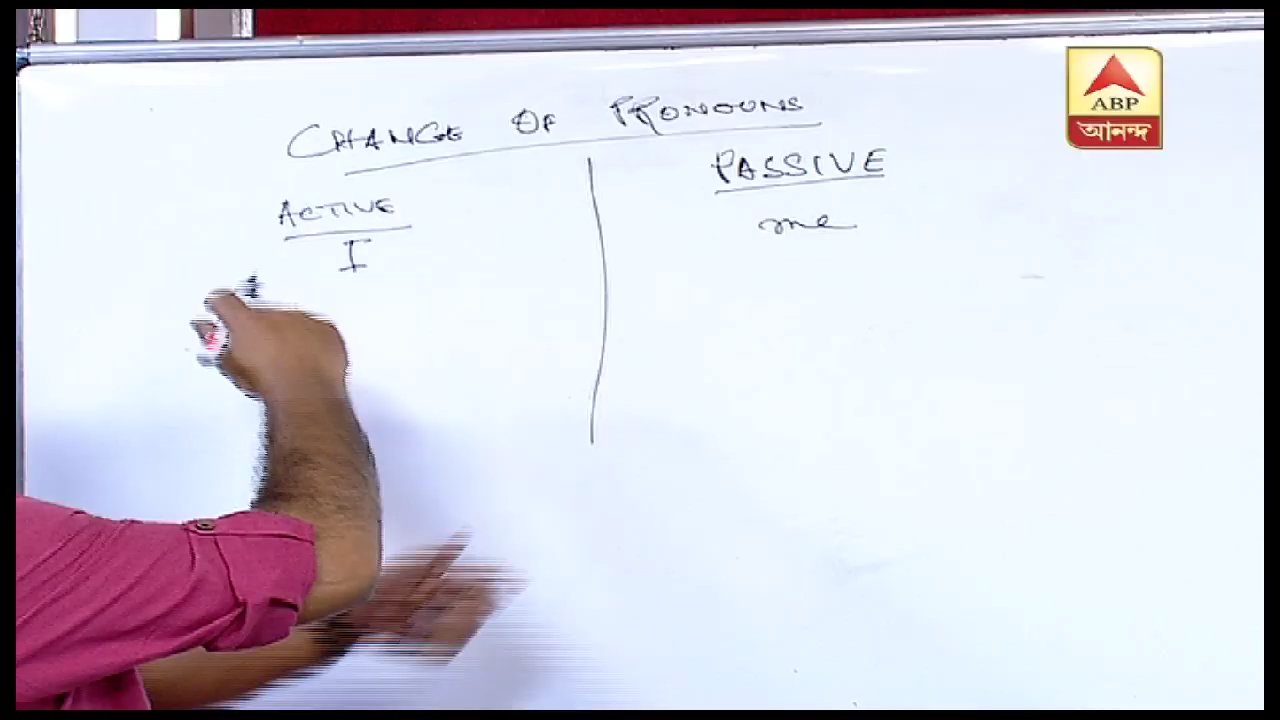 CHANGE OF PRONOUNS
ACTIVE
I
PASSIVE
me
ABP
আনন্দ